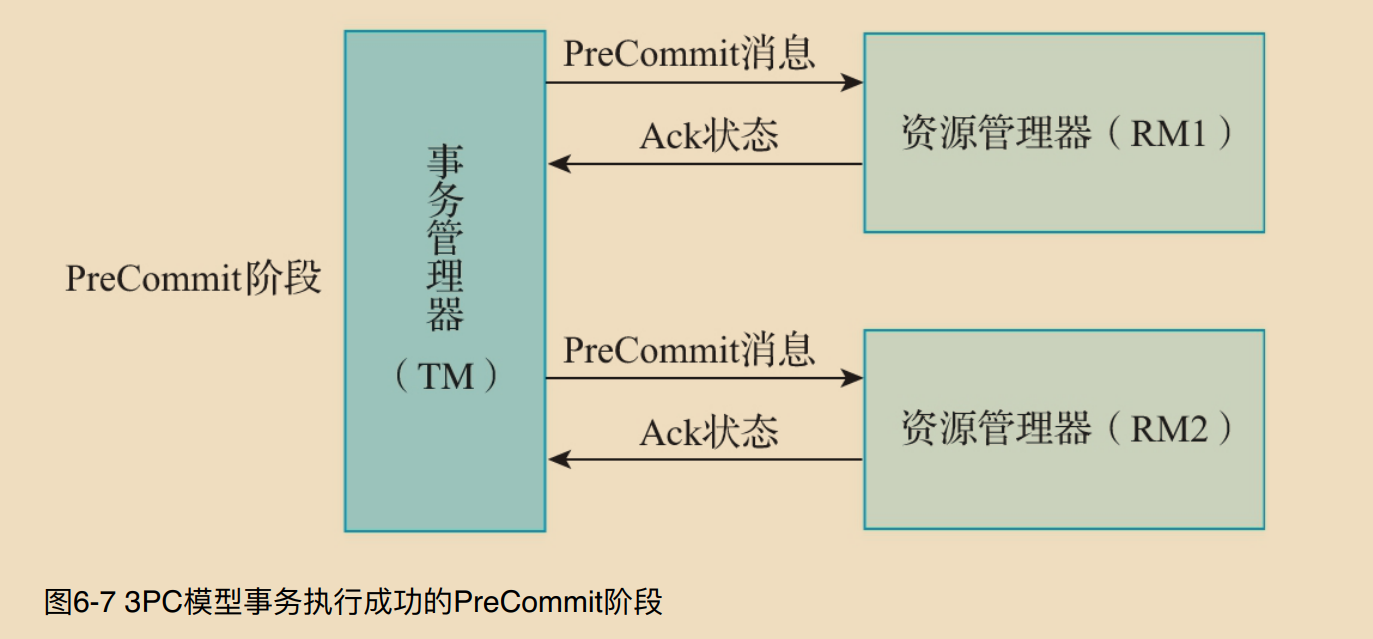 PreCommit消息
资源管理器（RM1）
Ack状态
事务管理器
（TM）
PreCommit阶段
PreCommit消息
资源管理器（RM2）
Ack状态
图6-7 3PC模型事务执行成功的PreCommit阶段